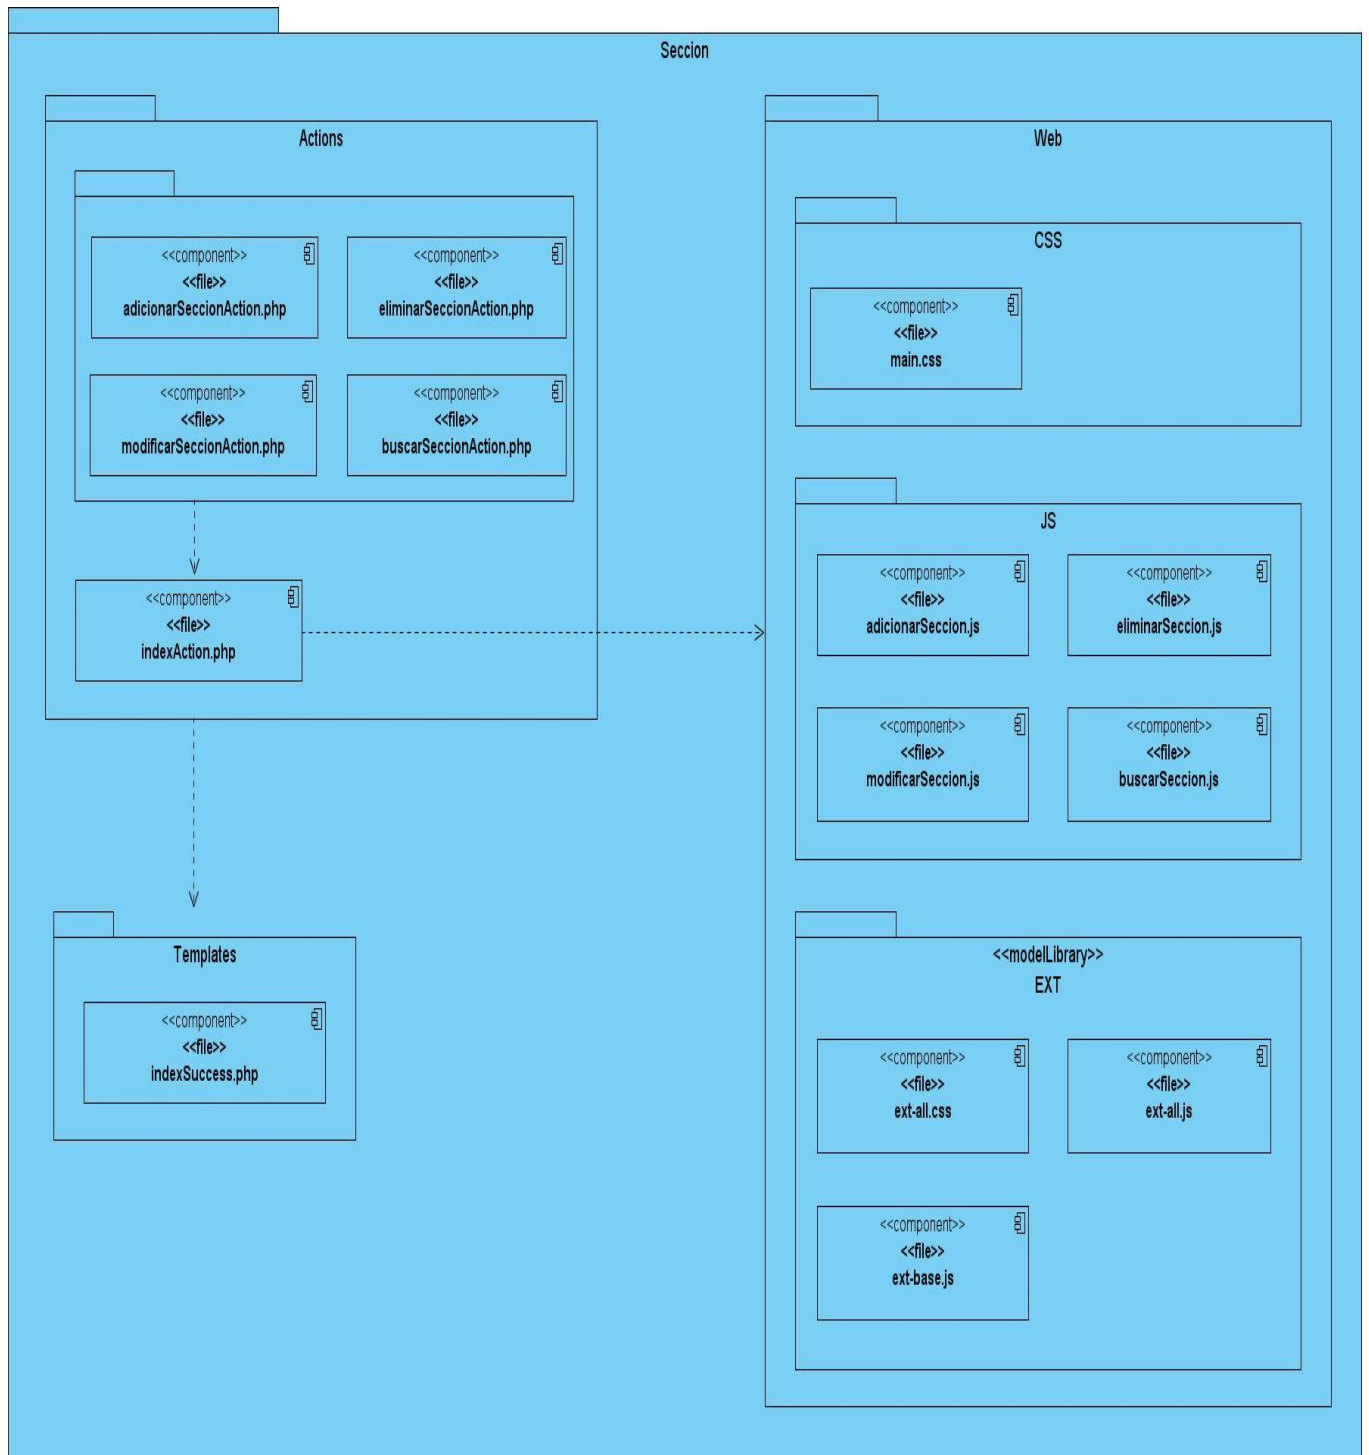 Seccion
Actions
<<component>>
<<file>>
adicionarSeccionAction.php
<<component>>
<<file>>
eliminarSeccionAction.php
<<component>>
<<file>>
modificarSeccionAction.php
<<component>>
<<file>>
buscarSeccionAction.php
<<component>>
<<file>>
indexAction.php
Templates
<<component>>
<<file>>
indexSuccess.php
Web
CSS
<<component>>
<<file>>
main.css
JS
<<component>>
<<file>>
adicionarSeccion.js
<<component>>
<<file>>
eliminarSeccion.js
<<component>>
<<file>>
modificarSeccion.js
<<component>>
<<file>>
buscarSeccion.js
<<modelLibrary>>
EXT
<<component>>
<<file>>
ext-all.css
<<component>>
<<file>>
ext-all.js
<<component>>
<<file>>
ext-base.js